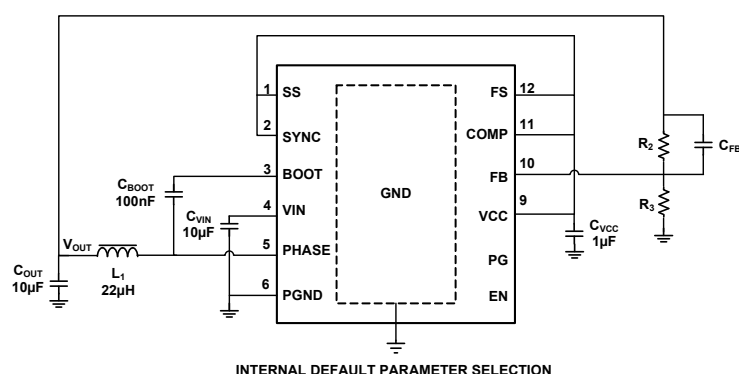 1 SS
2 SYNC
3 BOOT
4 VIN
5 PHASE
6 PGND
GND
FS 12
COMP 11
FB 10
VCC 9
PG
EN
CBOOT
100nF
CVIN
10µF
VOUT
L1
22µH
COUT
10µF
R2
CFB
R3
CVCC
1µF
INTERNAL DEFAULT PARAMETER SELECTION